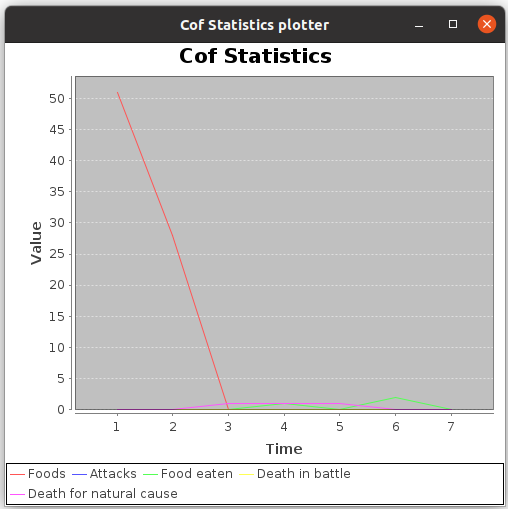 Cof Statistics plotter
Cof Statistics
Value
50
45
40
35
30
25
20
15
10
5
0
1 2 3 4 5 6 7
Time
Foods Attacks Food eaten Death in battle
Death for natural cause